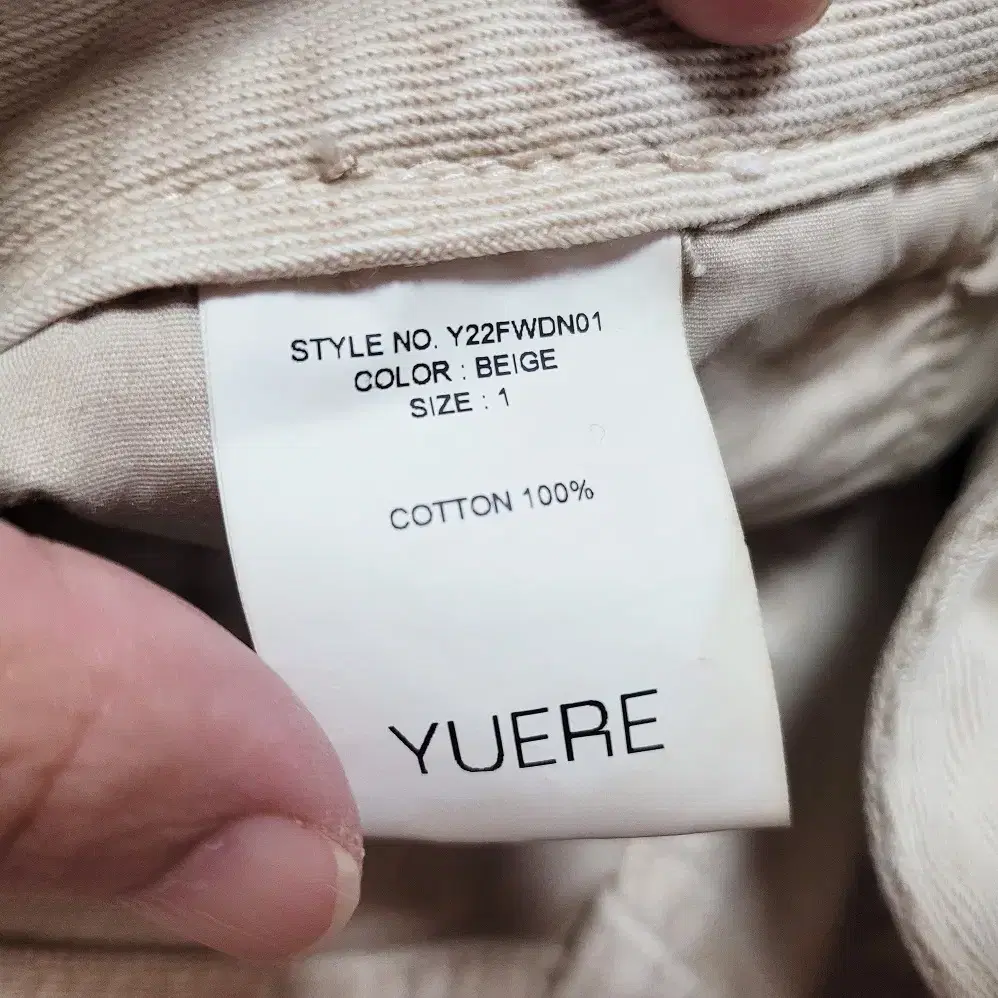 STYLE NO. Y22FWDN01
COLOR : BEIGE
SIZE : 1
COTTON 100%
YUERE